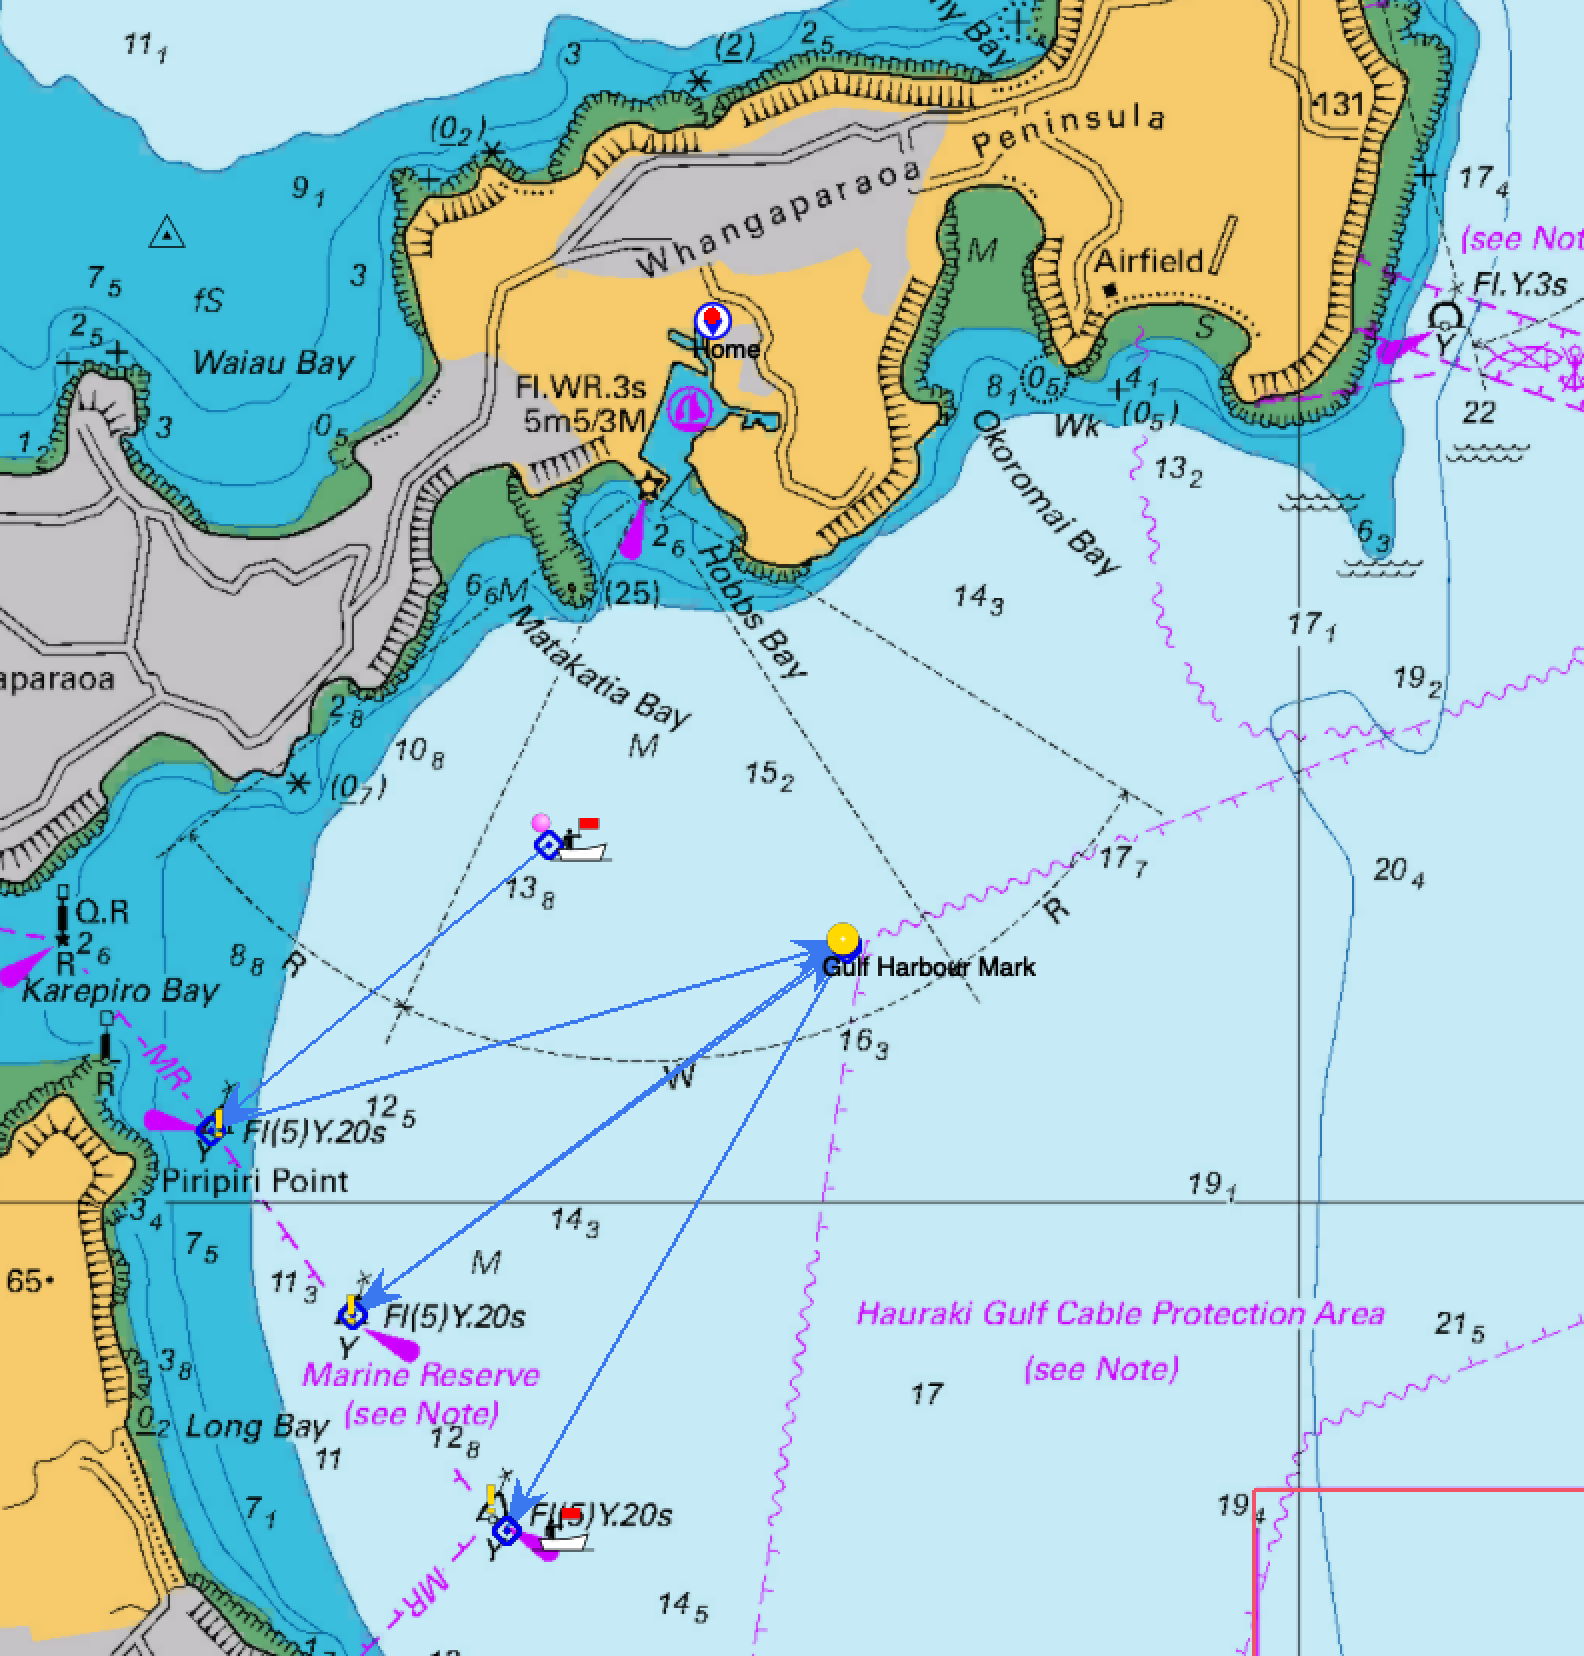 11₁
3
(2)
2₅
ny Bay
131
(0₂)
Peninsula
9₁
17₄
Whangaparaoa
M
(see Not
7₅
fS
3
Airfield
Fl.Y.3s
2₅
Waiau Bay
Home
S
Y
Fl.WR.3s
5m5/3M
8₁
0₅
4₁
(0₅)
22
1₁
3
0₅
Wk
Okoromai Bay
13₂
2₆
Hobbs Bay
6₃
6₆
M
(25)
14₃
Matakatia Bay
17₁
aparaoa
2₈
19₂
10₈
M
15₂
(0₇)
17₇
20₄
13₈
Q.R
2₆
R
R
R
8₈
Gulf Harbour Mark
Karepiro Bay
MR
16₃
R
W
12₅
Fl(5)Y.20s
Y
Piripiri Point
19₁
3₄
14₃
7₅
M
65
11₃
Fl(5)Y.20s
Y
Hauraki Gulf Cable Protection Area
21₅
3₈
Marine Reserve
(see Note)
(see Note)
17
0₂
Long Bay
12₈
11
7₁
Fl(5)Y.20s
19₄
Y
MR
14₅